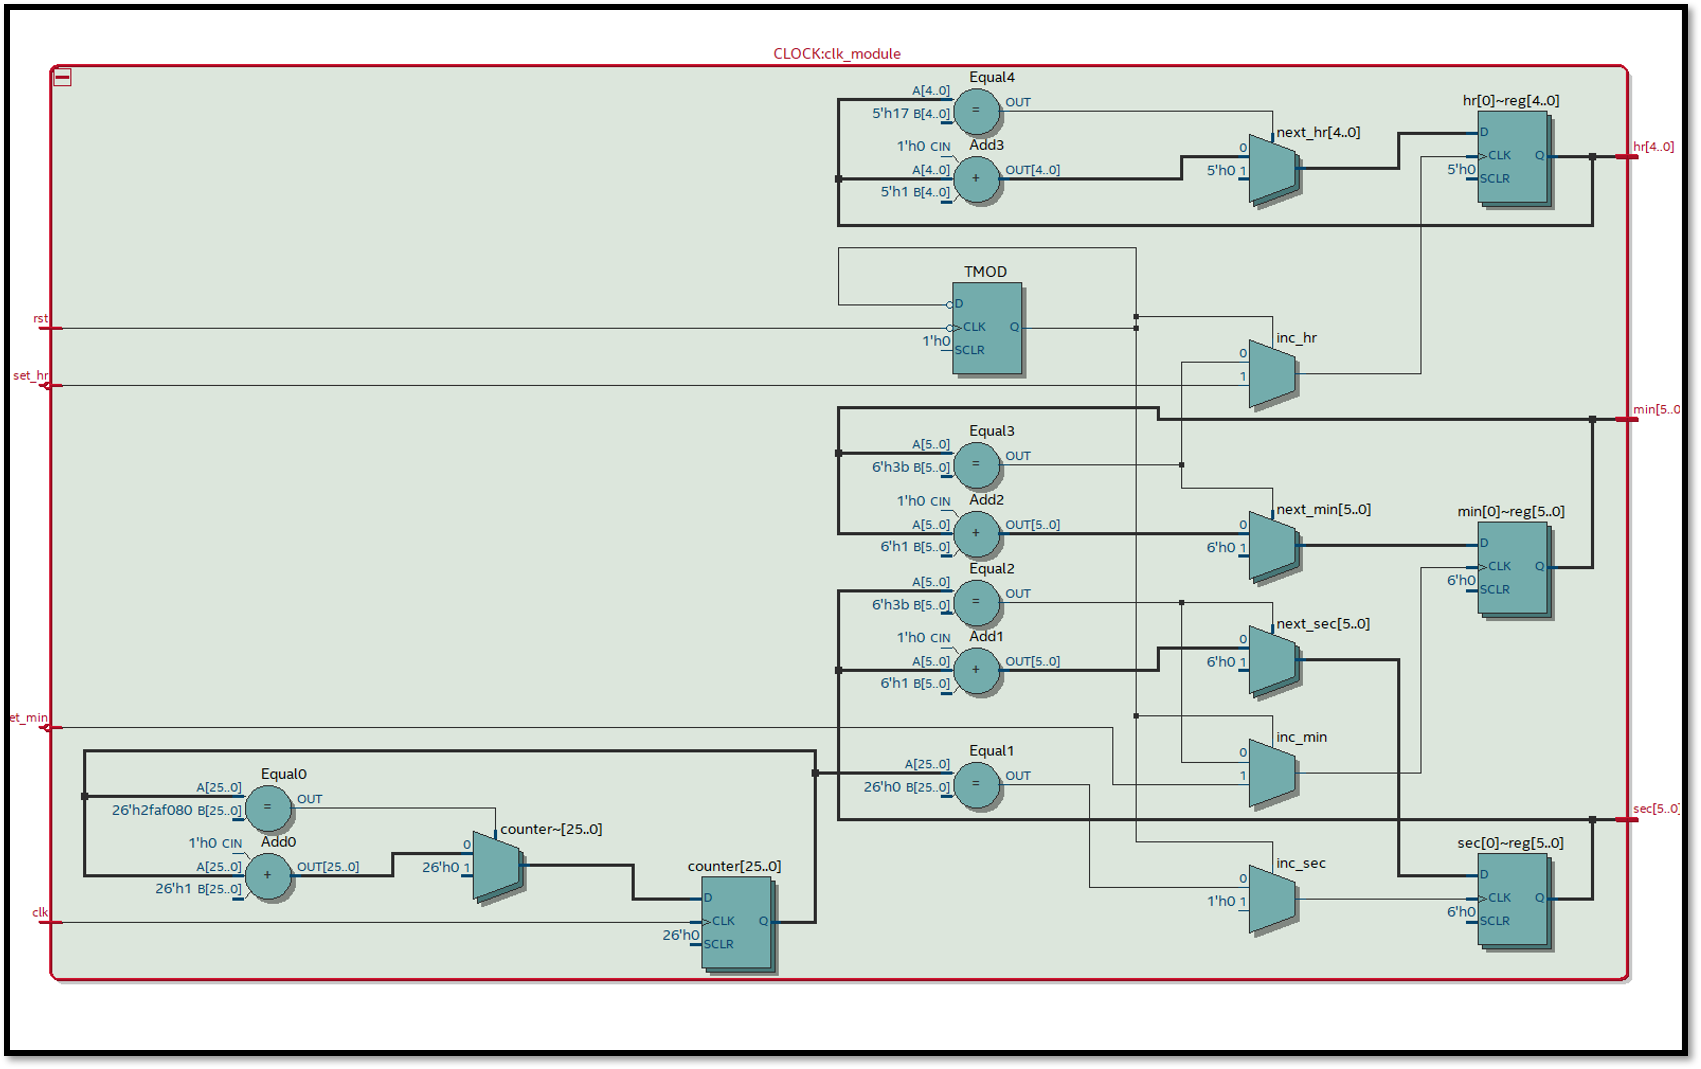 CLOCK:clk_module
Equal4
A[4..0]
OUT
=
5'h17 B[4..0]
1'h0 CIN
Add3
A[4..0]
+
OUT[4..0]
5'h1 B[4..0]
next_hr[4..0]
0
5'h0 1
hr[0]~reg[4..0]
D
CLK
Q
5'h0
SCLR
hr[4..0]
TMOD
D
rst
CLK
Q
1'h0
SCLR
inc_hr
0
1
set_hr
min[5..0
Equal3
A[5..0]
OUT
=
6'h3b B[5..0]
1'h0 CIN
Add2
A[5..0]
+
OUT[5..0]
6'h1 B[5..0]
next_min[5..0]
0
6'h0 1
min[0]~reg[5..0]
D
CLK
Q
6'h0
SCLR
Equal2
A[5..0]
OUT
=
6'h3b B[5..0]
1'h0 CIN
Add1
A[5..0]
+
OUT[5..0]
6'h1 B[5..0]
next_sec[5..0]
0
6'h0 1
et_min
inc_min
0
1
Equal1
A[25..0]
OUT
=
26'h0 B[25..0]
sec[5..0]
Equal0
A[25..0]
OUT
=
26'h2faf080 B[25..0]
1'h0 CIN
Add0
A[25..0]
+
OUT[25..0]
26'h1 B[25..0]
counter~[25..0]
0
26'h0 1
counter[25..0]
D
clk
CLK
Q
26'h0
SCLR
inc_sec
0
1'h0 1
sec[0]~reg[5..0]
D
CLK
Q
6'h0
SCLR